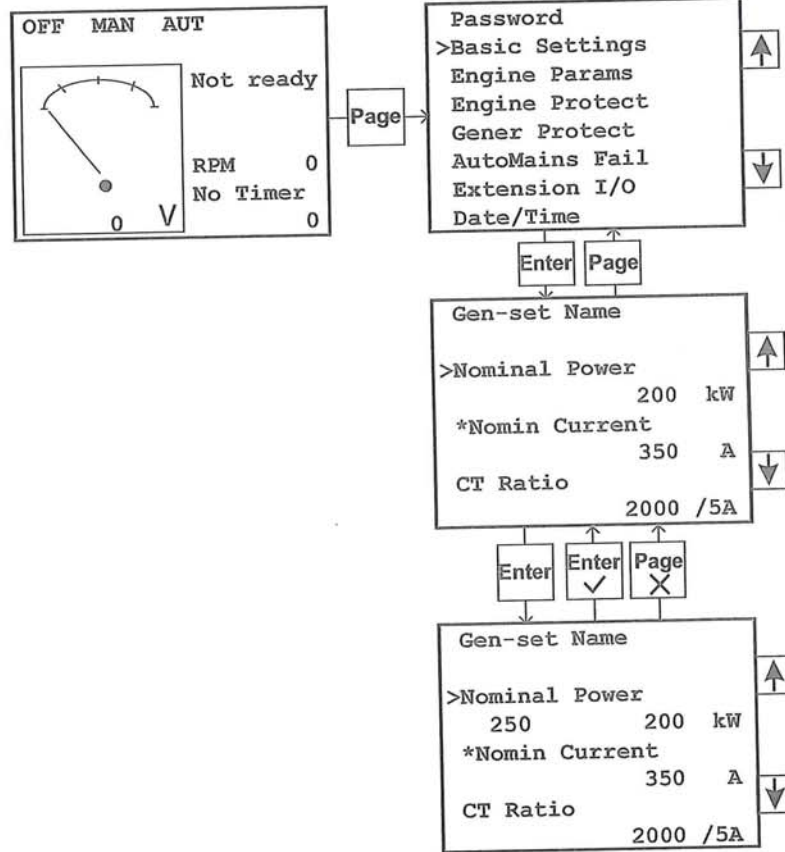 OFF MAN AUT
Not ready
RPM 0
No Timer
0 V 0
Page
Password
>Basic Settings
Engine Params
Engine Protect
Gener Protect
AutoMains Fail
Extension I/O
Date/Time
Enter Page
Gen-set Name
>Nominal Power
200 kW
*Nomin Current
350 A
CT Ratio
2000 /5A
Enter Enter Page
Gen-set Name
>Nominal Power
250 200 kW
*Nomin Current
350 A
CT Ratio
2000 /5A